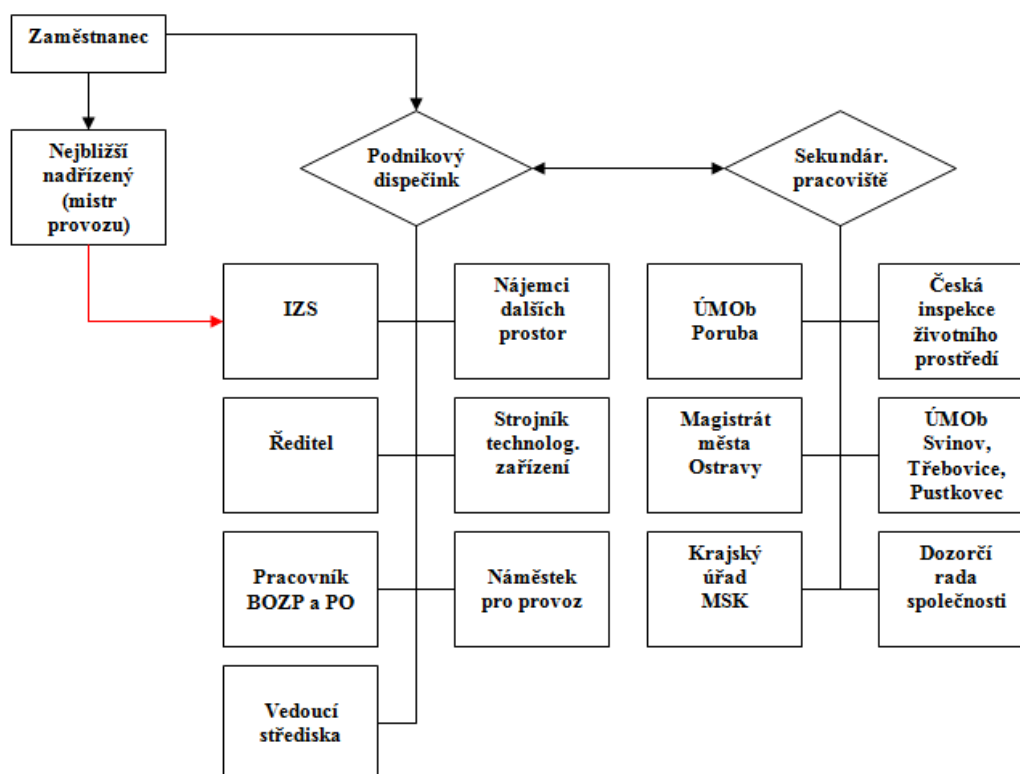 Zaměstnanec
Nejbližší
nadřízený
(mistr
provozu)
Podnikový
dispečink
Sekundár.
pracoviště
IZS
Nájemci
dalších
prostor
ÚMOb
Poruba
Česká
inspekce
životního
prostředí
Ředitel
Strojník
technolog.
zařízení
Magistrát
města
Ostravy
ÚMOb
Svinov,
Třebovice,
Pustkovec
Pracovník
BOZP a PO
Náměstek
pro provoz
Krajský
úřad
MSK
Dozorčí
rada
společnosti
Vedoucí
střediska